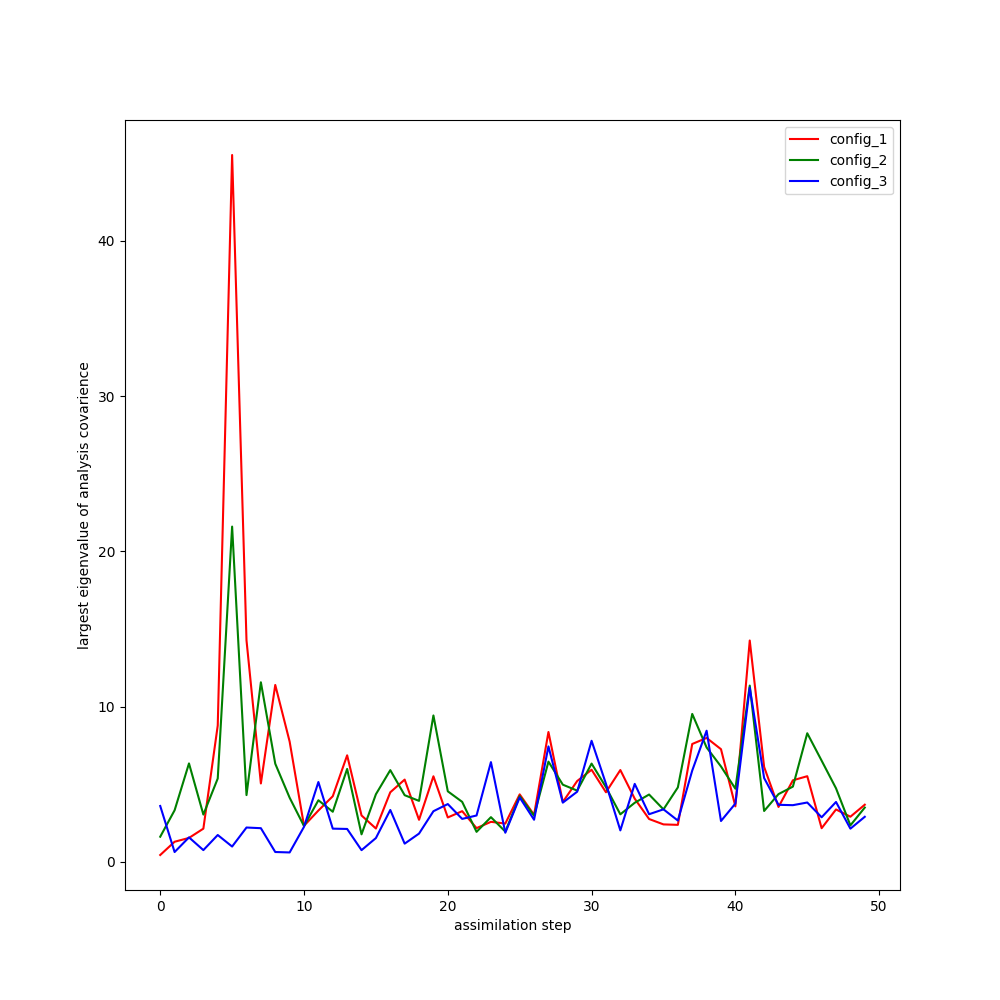 config_1
config_2
config_3
largest eigenvalue of analysis covarience
40
30
20
10
0
0 10 20 30 40 50
assimilation step